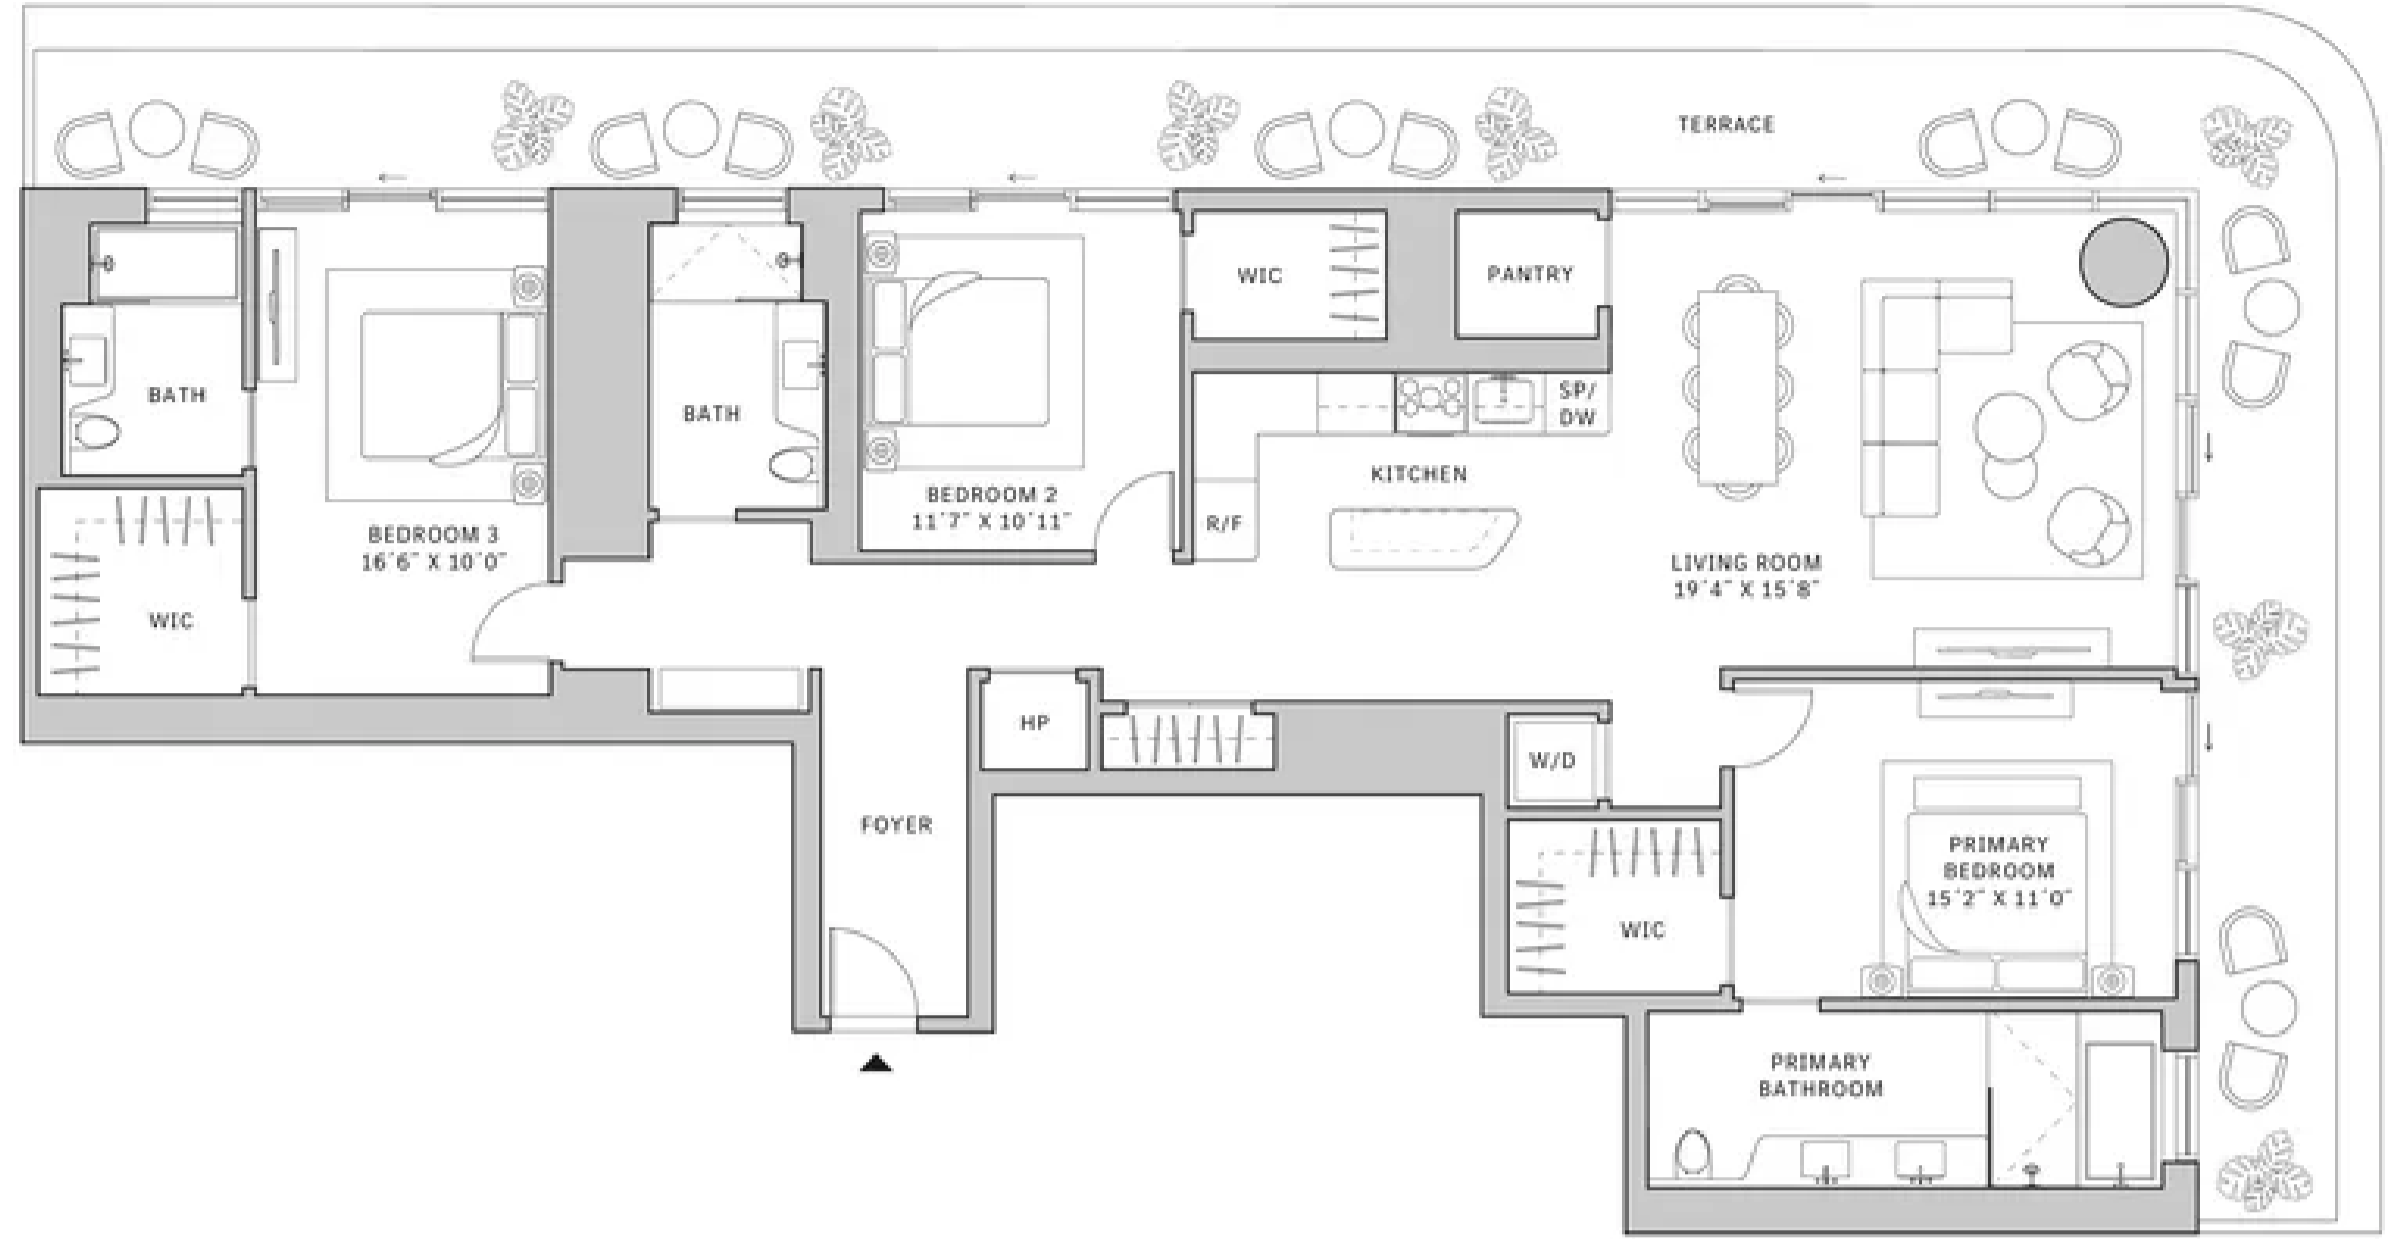 TERRACE
WIC
PANTRY
BATH
BATH
SP/
DW
KITCHEN
BEDROOM 2
11'7" X 10'11"
R/F
BEDROOM 3
16'6" X 10'0"
LIVING ROOM
19'4" X 15'8"
WIC
HP
W/D
FOYER
PRIMARY
BEDROOM
15'2" X 11'0"
WIC
PRIMARY
BATHROOM